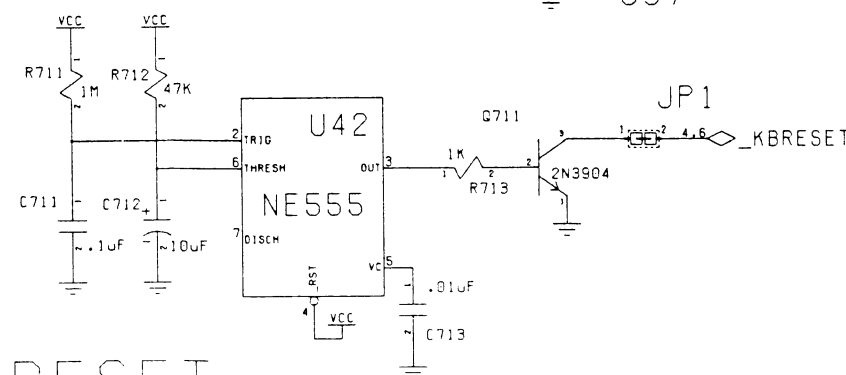 VCC VCC
R711 1M R712 47K
2 TRIG U42
6 THRESH OUT 3
NE555
7 DISCH
VC 5
_RST
4 VCC
C711 .1uF C712 + 10uF
1 1K 2
R713
Q711
2 3 1
2N3904
JP1
1 2 4,6 _KBRESET
.01uF
C713
1 2
RESET